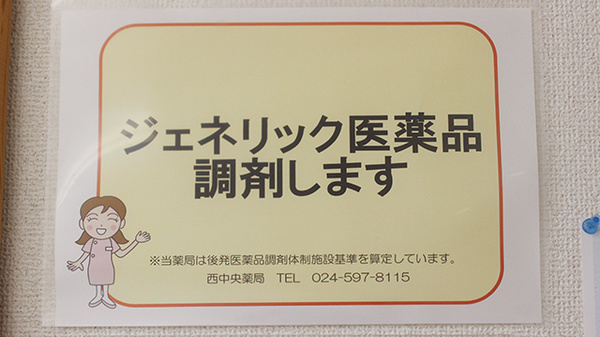 ジェネリック医薬品
調剤します
※当薬局は後発医薬品調剤体制施設基準を算定しています。
西中央薬局　TEL　024-597-8115